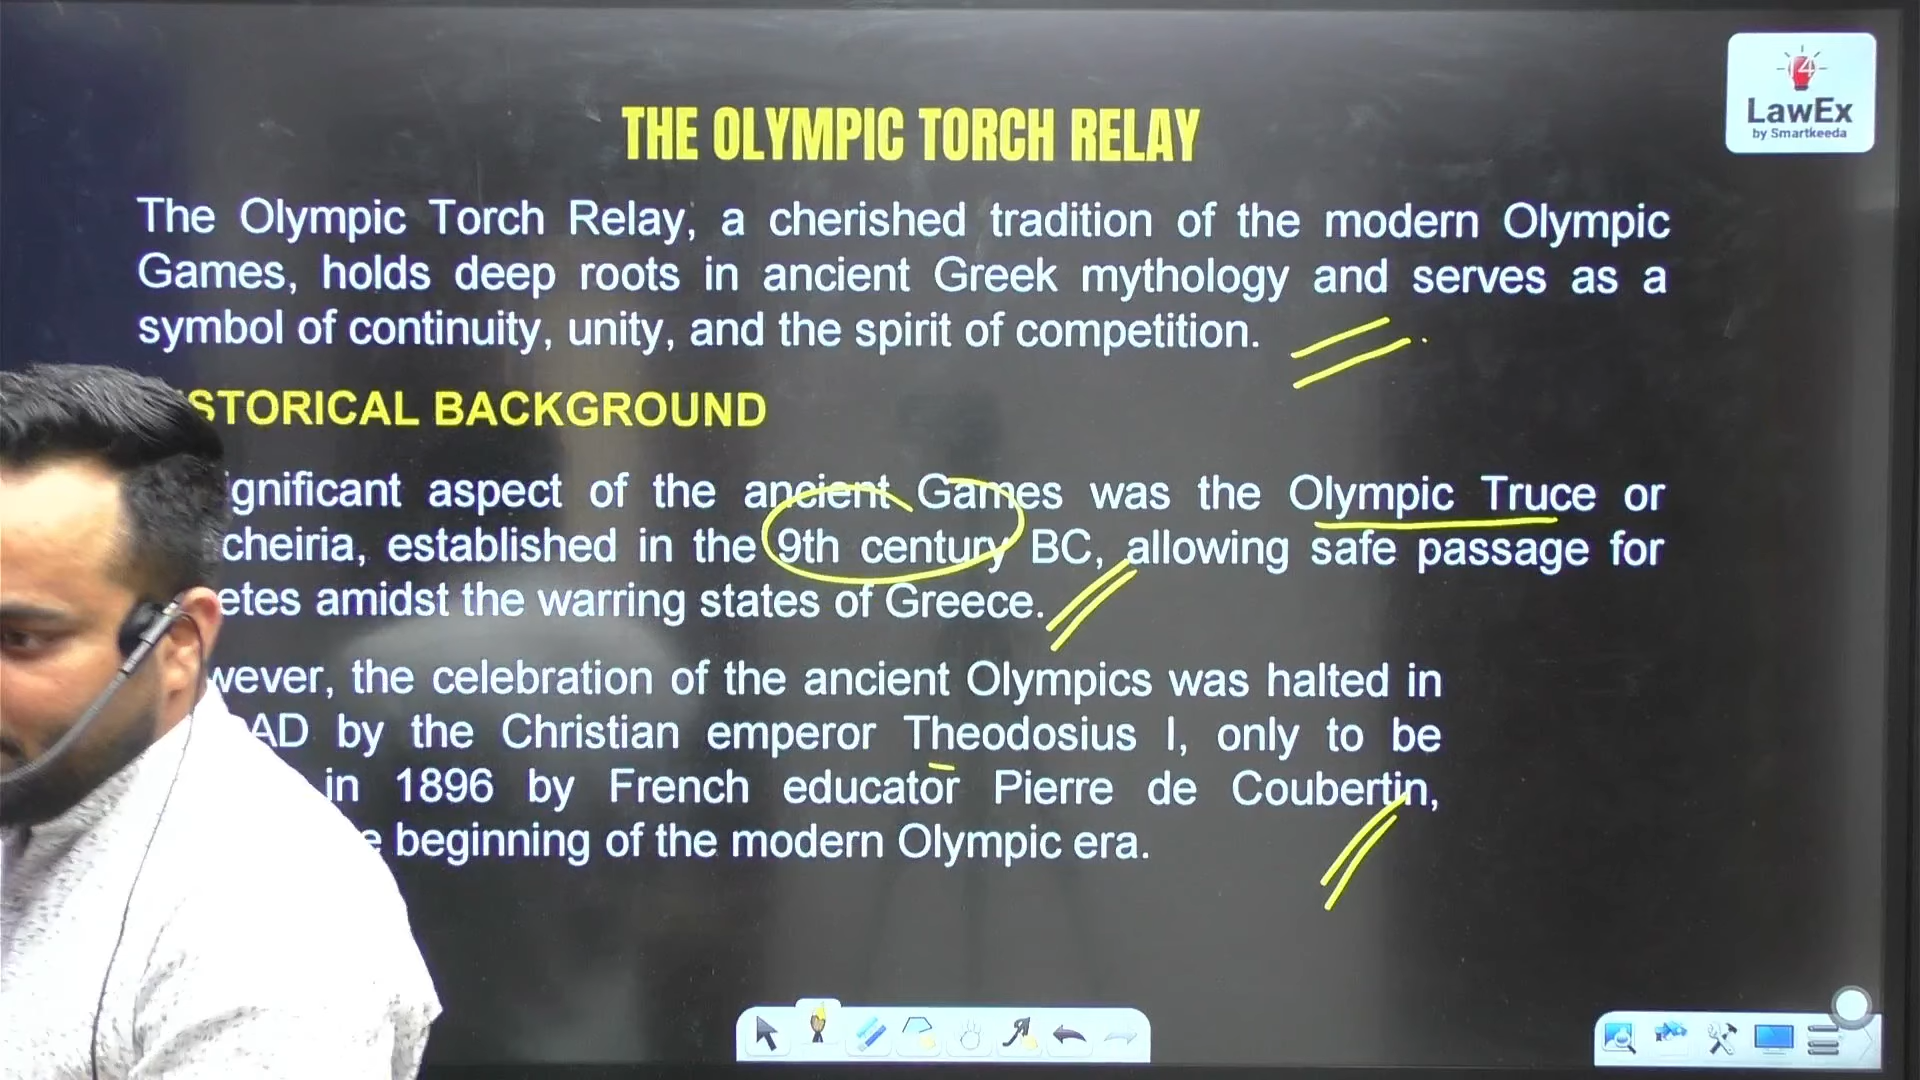 THE OLYMPIC TORCH RELAY
LawEx
by Smartkeeda
The Olympic Torch Relay, a cherished tradition of the modern Olympic
Games, holds deep roots in ancient Greek mythology and serves as a
symbol of continuity, unity, and the spirit of competition.
STORICAL BACKGROUND
gnificant aspect of the ancient Games was the Olympic Truce or
cheiria, established in the 9th century BC, allowing safe passage for
etes amidst the warring states of Greece.
wever, the celebration of the ancient Olympics was halted in
AD by the Christian emperor Theodosius I, only to be
in 1896 by French educator Pierre de Coubertin,
beginning of the modern Olympic era.